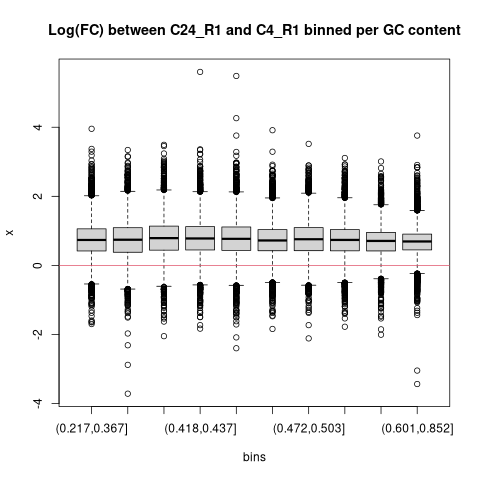 Log(FC) between C24_R1 and C4_R1 binned per GC content
4
2
0
-2
-4
x
(0.217,0.367] (0.418,0.437] (0.472,0.503] (0.601,0.852]
bins